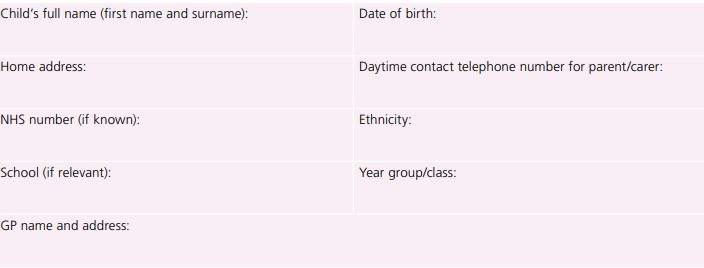 Child's full name (first name and surname):
Date of birth:
Home address:
Daytime contact telephone number for parent/carer:
NHS number (if known):
Ethnicity:
School (if relevant):
Year group/class:
GP name and address: